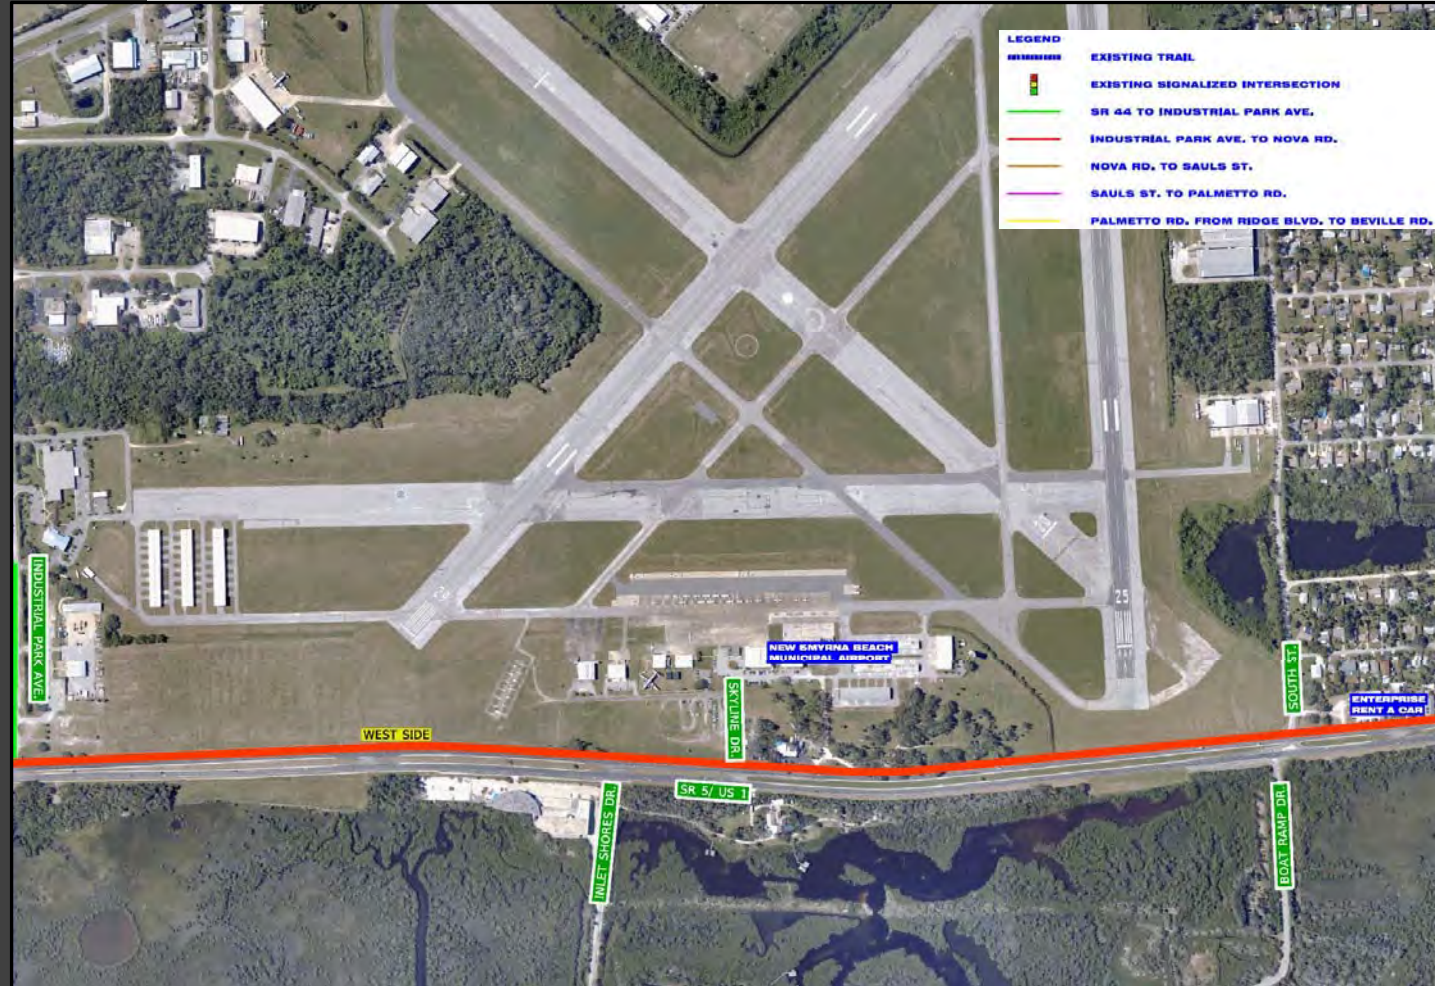 LEGEND
EXISTING TRAIL
EXISTING SIGNALIZED INTERSECTION
SR 44 TO INDUSTRIAL PARK AVE.
INDUSTRIAL PARK AVE. TO NOVA RD.
NOVA RD. TO SAULS ST.
SAULS ST. TO PALMETTO RD.
PALMETTO RD. FROM RIDGE BLVD. TO BEVILLE RD.
25
INDUSTRIAL PARK AVE.
NEW SMYRNA BEACH
MUNICIPAL AIRPORT
SKYLINE DR.
SOUTH ST.
ENTERPRISE
RENT A CAR
WEST SIDE
SR 5/ US 1
INLET SHORES DR.
BOAT RAMP DR.